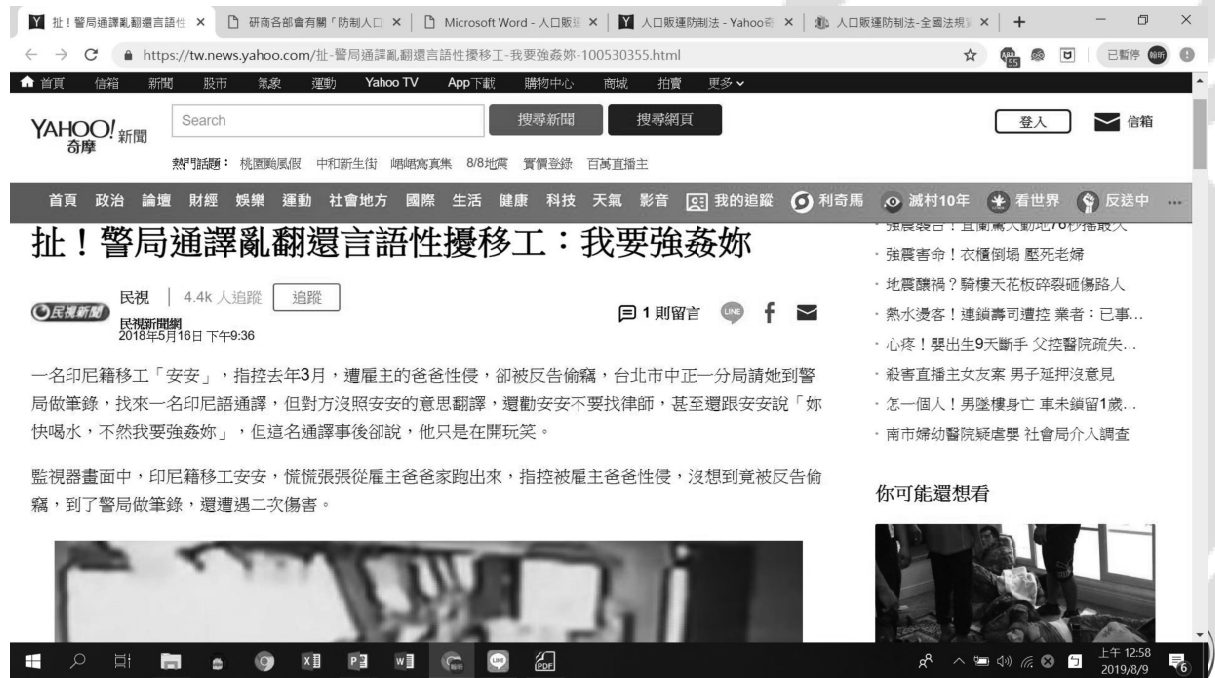 扯！警局通譯亂翻還言語性
研商各部會有關「防制人口
Microsoft Word - 人口販運
人口販運防制法 - Yahoo奇
人口販運防制法-全國法規
https://tw.news.yahoo.com/扯-警局通譯亂翻還言語性擾移工-我要強姦妳-100530355.html
已暫停
首頁 信箱 新聞 股市 氣象 運動 Yahoo TV App下載 購物中心 商城 拍賣 更多
YAHOO!奇摩 新聞
Search
搜尋新聞
搜尋網頁
登入
信箱
熱門話題： 桃園颱風假 中和新生街 峮峮寫真集 8/8地震 實價登錄 百萬直播主
首頁 政治 論壇 財經 娛樂 運動 社會地方 國際 生活 健康 科技 天氣 影音 我的追蹤 利奇馬 滅村10年 看世界 反送中 ...
扯！警局通譯亂翻還言語性擾移工：我要強姦妳
民視新聞
民視 | 4.4k 人追蹤 追蹤
民視新聞網
2018年5月16日 下午9:36
1 則留言
LINE
一名印尼籍移工「安安」，指控去年3月，遭雇主的爸爸性侵，卻被反告偷竊，台北市中正一分局請她到警
局做筆錄，找來一名印尼語通譯，但對方沒照安安的意思翻譯，還勸安安不要找律師，甚至還跟安安說「妳
快喝水，不然我要強姦妳」，但這名通譯事後卻說，他只是在開玩笑。
監視器畫面中，印尼籍移工安安，慌慌張張從雇主爸爸家跑出來，指控被雇主爸爸性侵，沒想到竟被反告偷
竊，到了警局做筆錄，還遭遇二次傷害。
強震襲台！宜蘭萬人動地76秒搖最久
強震害命！衣櫃倒塌 壓死老婦
地震釀禍？騎樓天花板碎裂砸傷路人
熱水燙客！連鎖壽司遭控 業者：已事...
心疼！嬰出生9天斷手 父控醫院疏失...
殺害直播主女友案 男子延押沒意見
怎一個人！男墜樓身亡 車未鎖留1歲...
南市婦幼醫院疑虐嬰 社會局介入調查
你可能還想看
上午 12:58
2019/8/9
6